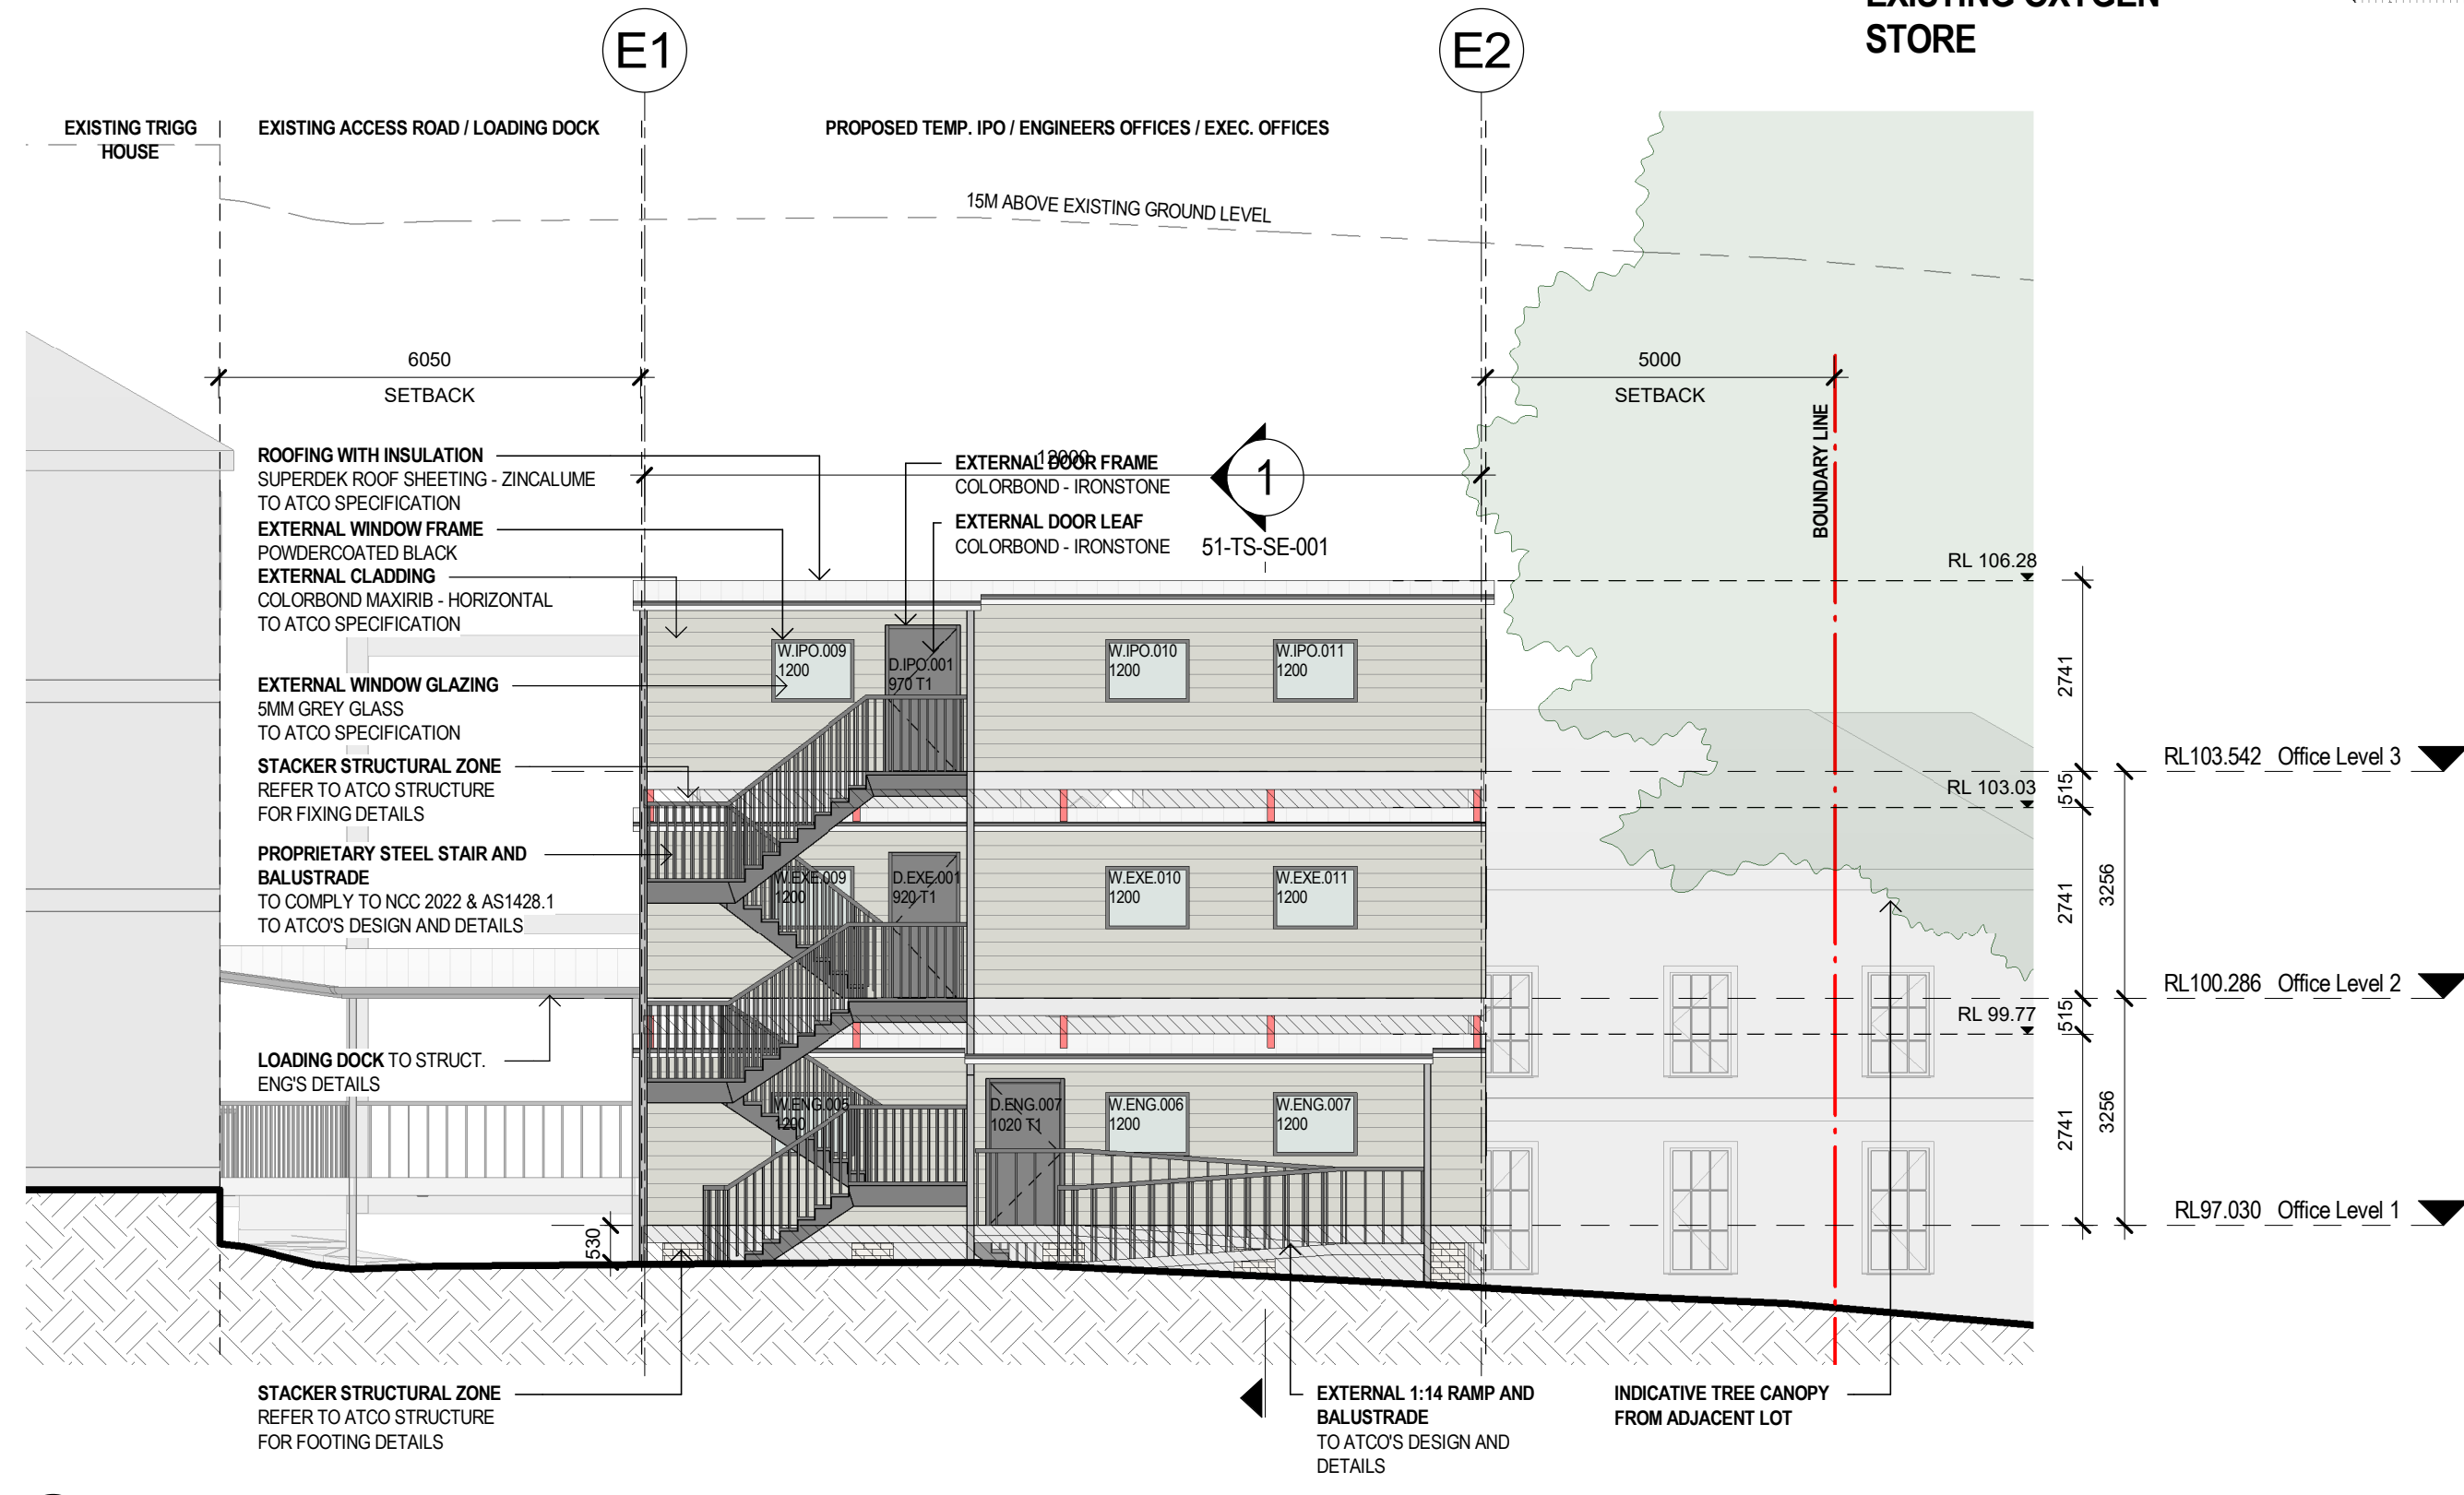 EXISTING OXYGEN
STORE
E1
E2
EXISTING TRIGG
HOUSE
EXISTING ACCESS ROAD / LOADING DOCK
PROPOSED TEMP. IPO / ENGINEERS OFFICES / EXEC. OFFICES
15M ABOVE EXISTING GROUND LEVEL
6050
SETBACK
5000
SETBACK
BOUNDARY LINE
12000
ROOFING WITH INSULATION
SUPERDEK ROOF SHEETING - ZINCALUME
TO ATCO SPECIFICATION
EXTERNAL WINDOW FRAME
POWDERCOATED BLACK
EXTERNAL CLADDING
COLORBOND MAXIRIB - HORIZONTAL
TO ATCO SPECIFICATION
EXTERNAL WINDOW GLAZING
5MM GREY GLASS
TO ATCO SPECIFICATION
STACKER STRUCTURAL ZONE
REFER TO ATCO STRUCTURE
FOR FIXING DETAILS
PROPRIETARY STEEL STAIR AND
BALUSTRADE
TO COMPLY TO NCC 2022 & AS1428.1
TO ATCO'S DESIGN AND DETAILS
LOADING DOCK TO STRUCT.
ENG'S DETAILS
EXTERNAL DOOR FRAME
COLORBOND - IRONSTONE
EXTERNAL DOOR LEAF
COLORBOND - IRONSTONE
1
51-TS-SE-001
W.IPO.009
1200
D.IPO.001
970 T1
W.IPO.010
1200
W.IPO.011
1200
W.EXE.009
1200
D.EXE.001
920 T1
W.EXE.010
1200
W.EXE.011
1200
W.ENG.005
1200
D.ENG.007
1020 T1
W.ENG.006
1200
W.ENG.007
1200
530
RL 106.28
2741
RL103.542 Office Level 3
515
RL 103.03
2741
3256
RL100.286 Office Level 2
515
RL 99.77
2741
3256
RL97.030 Office Level 1
STACKER STRUCTURAL ZONE
REFER TO ATCO STRUCTURE
FOR FOOTING DETAILS
EXTERNAL 1:14 RAMP AND
BALUSTRADE
TO ATCO'S DESIGN AND
DETAILS
INDICATIVE TREE CANOPY
FROM ADJACENT LOT